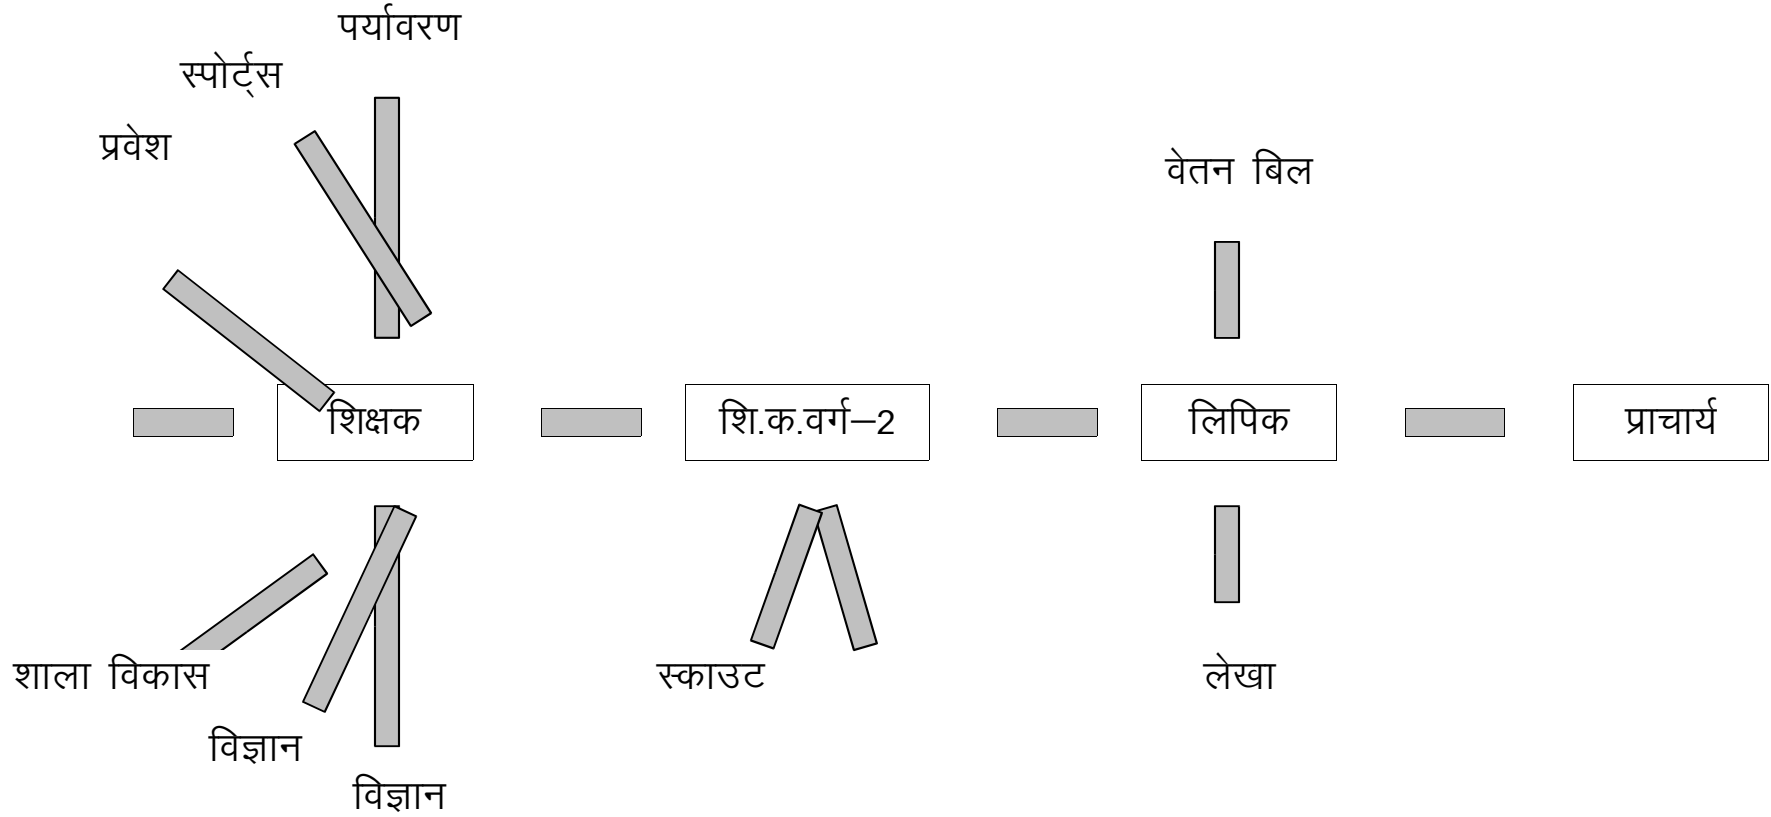 पर्यावरण
स्पोर्ट्स
प्रवेश
वेतन बिल
शिक्षक
शि.क.वर्ग–2
लिपिक
प्राचार्य
शाला विकास
स्काउट
लेखा
विज्ञान
विज्ञान